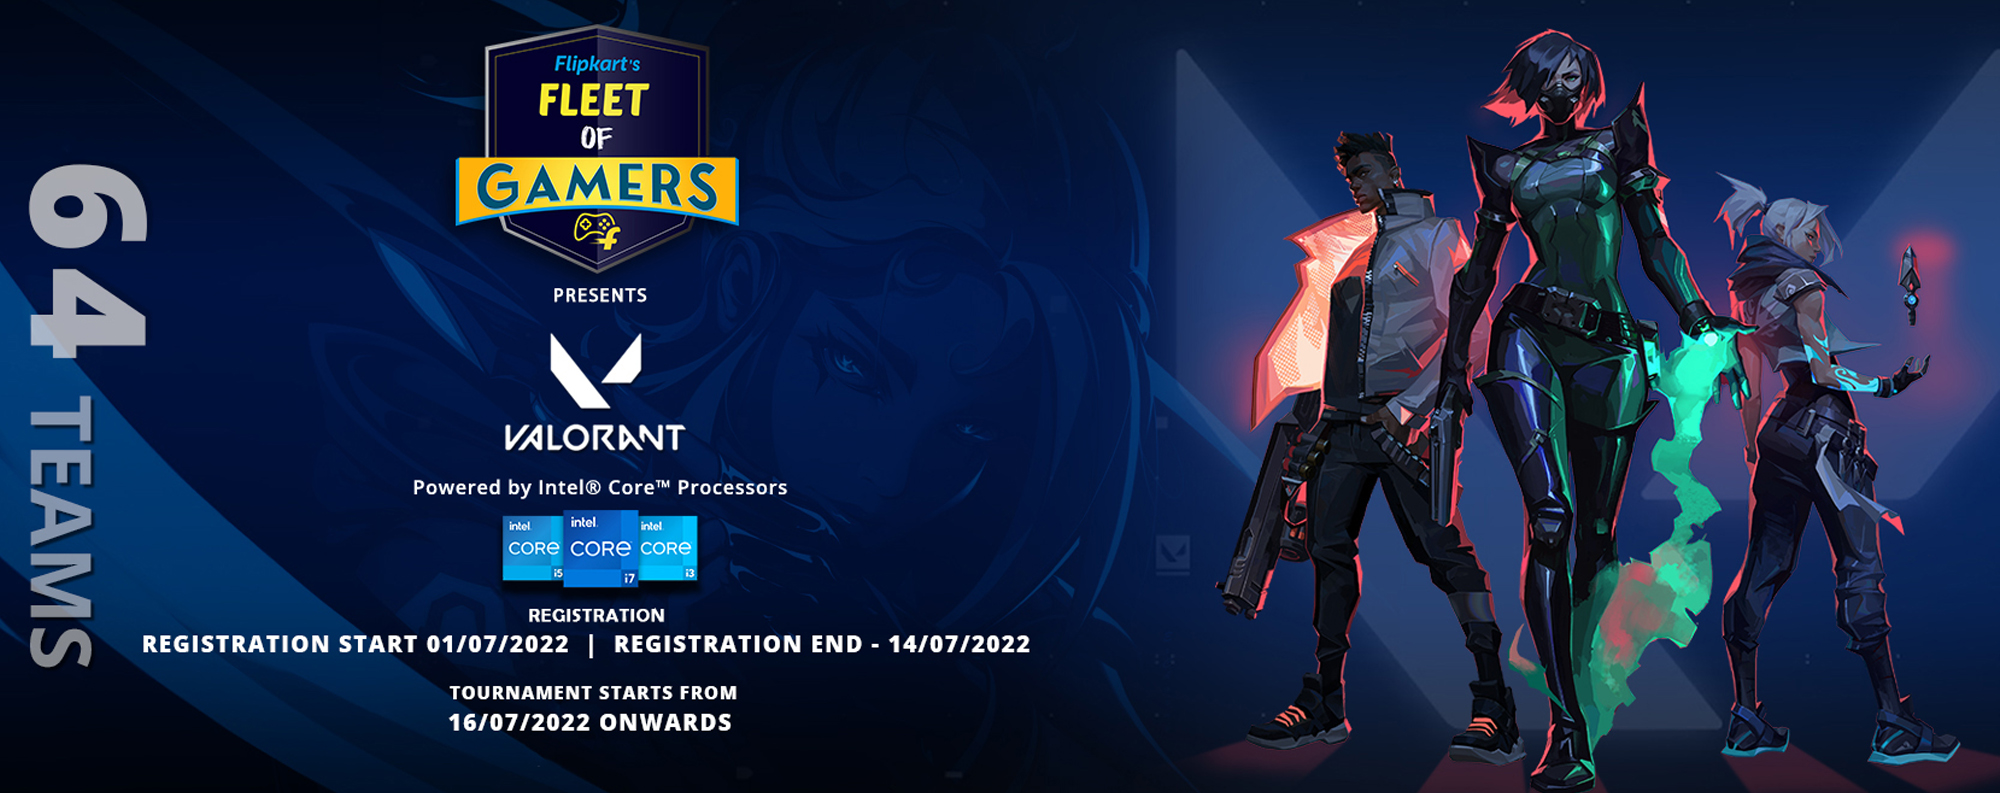 64 TEAMS
Flipkart's
FLEET
OF
GAMERS
PRESENTS
VALORANT
Powered by Intel® Core™ Processors
intel.
CORE
i5
intel.
CORE
i7
intel.
CORE
i3
REGISTRATION
REGISTRATION START 01/07/2022 | REGISTRATION END - 14/07/2022
TOURNAMENT STARTS FROM
16/07/2022 ONWARDS